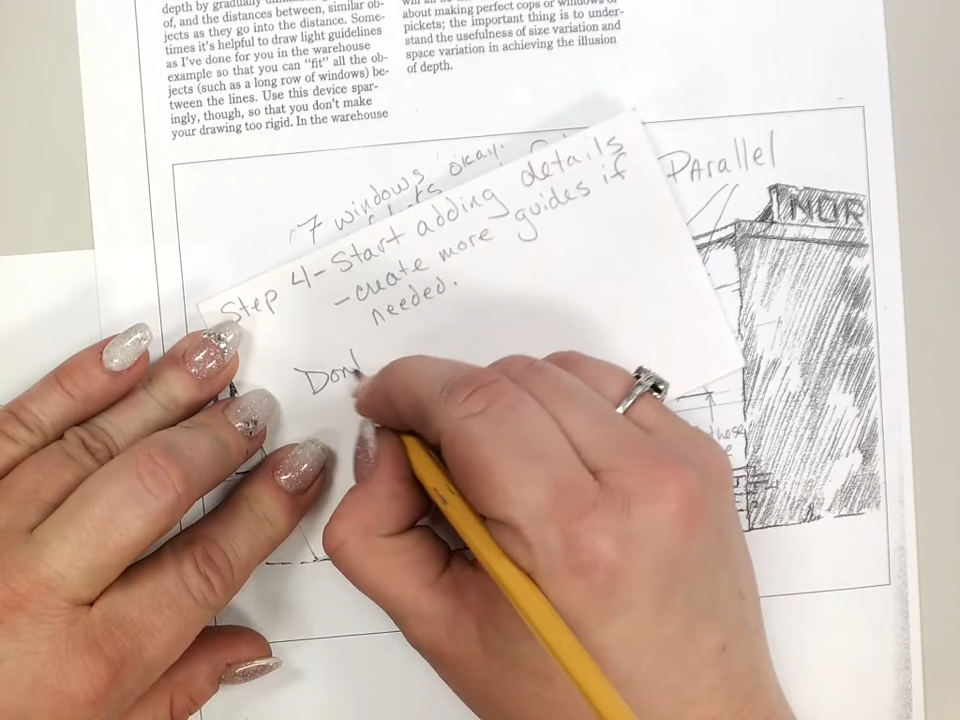 depth by gradually
of, and the distances between, similar ob-
jects as they go into the distance. Some-
times it's helpful to draw light guidelines
as I've done for you in the warehouse
example so that you can "fit" all the ob-
jects (such as a long row of windows) be-
tween the lines. Use this device spar-
ingly, though, so that you don't make
your drawing too rigid. In the warehouse
about making perfect cops or windows or
pickets; the important thing is to under-
stand the usefulness of size variation and
space variation in achieving the illusion
of depth.
7 windows okay.
Parallel
Step 4 - Start adding details
- create more guides if
needed.
Don'
these